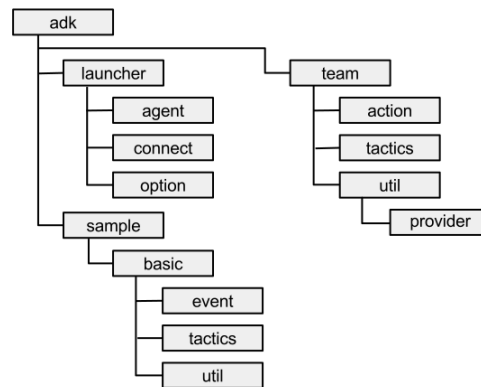 adk
launcher
agent
connect
option
sample
basic
event
tactics
util
team
action
tactics
util
provider